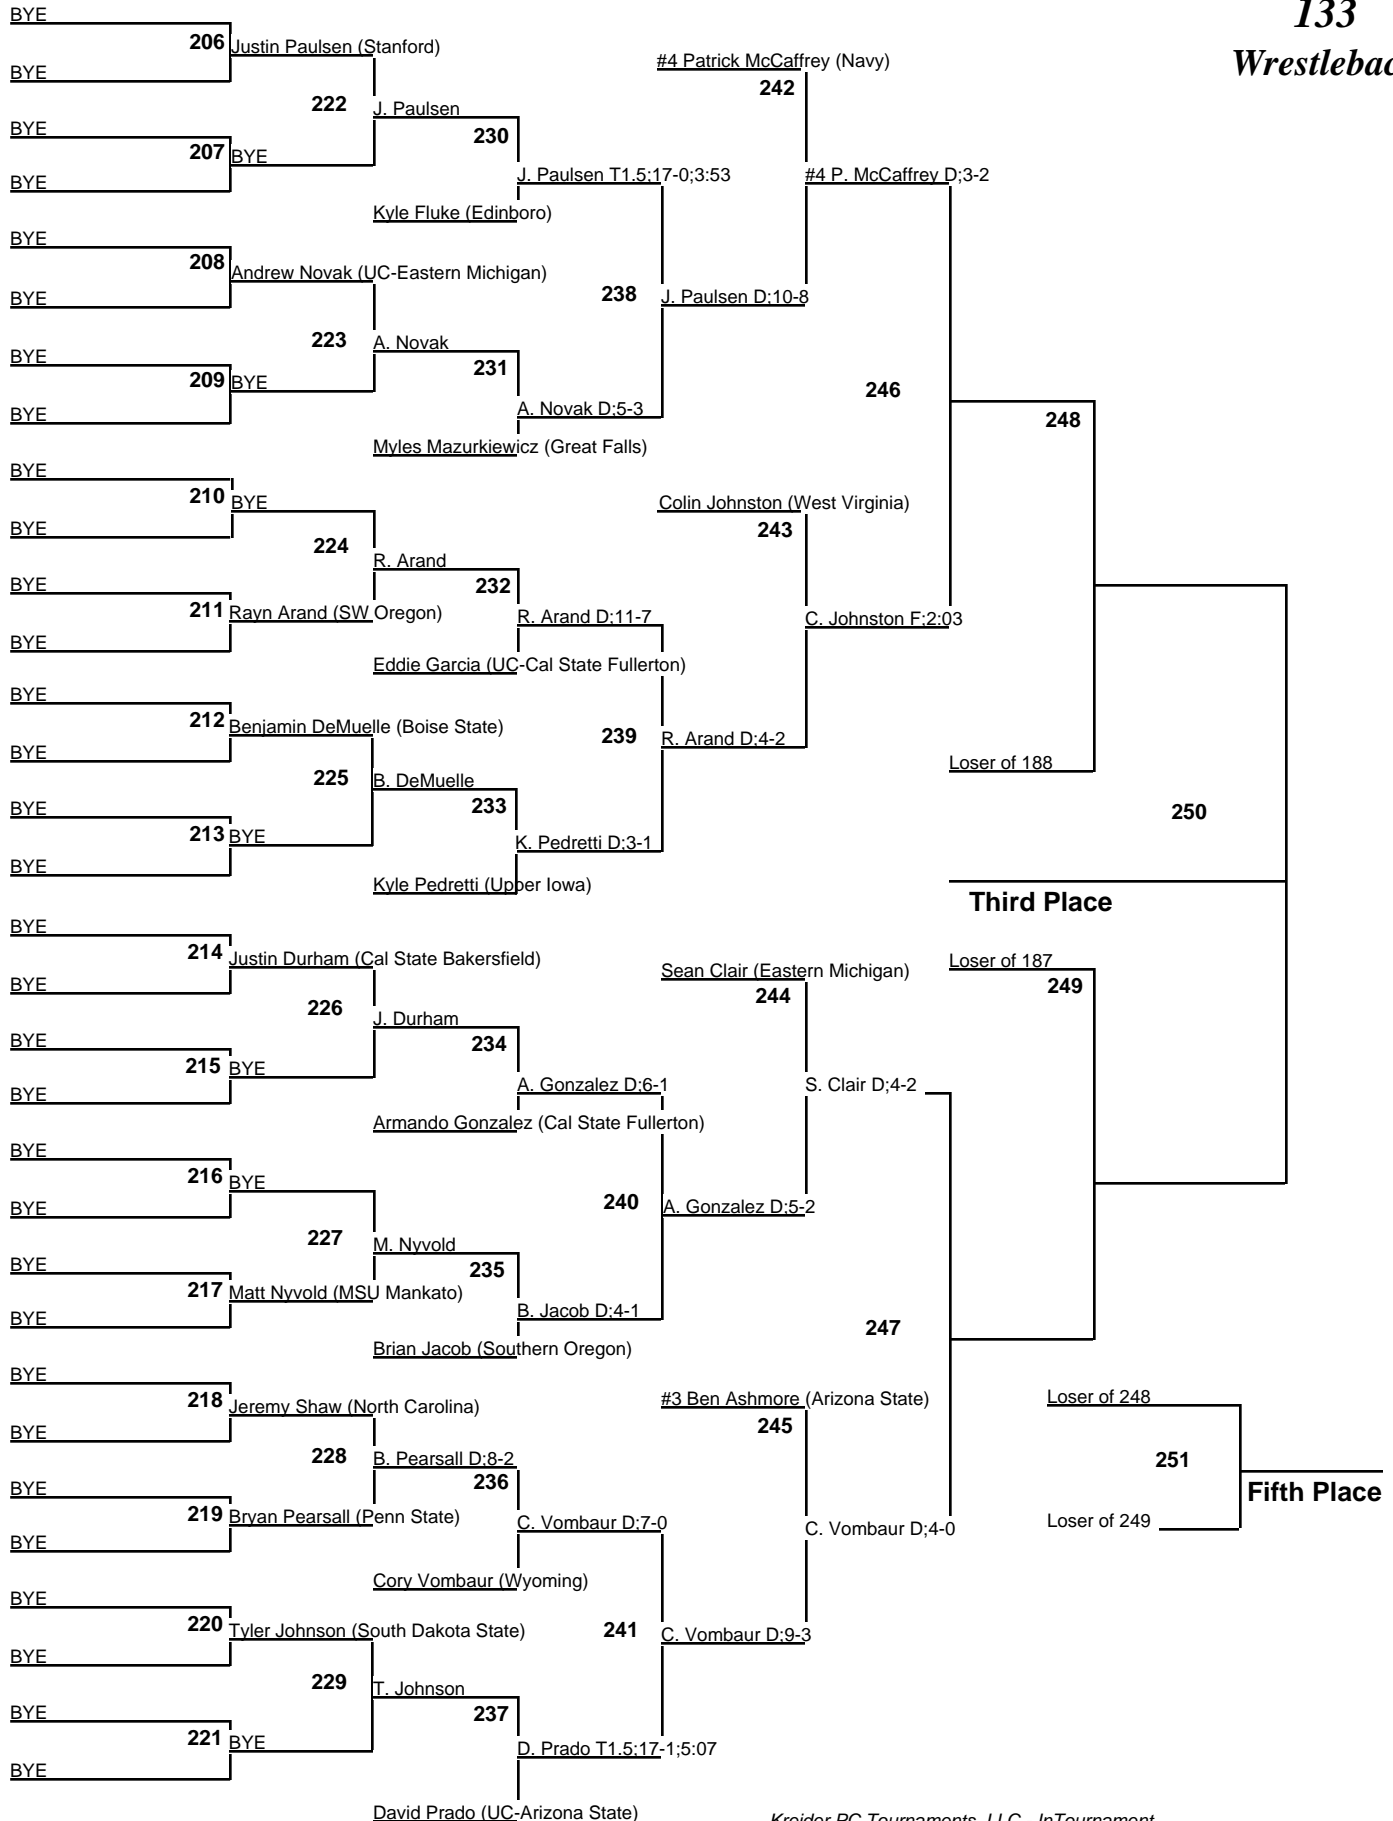 133
Wrestlebac
BYE
206 Justin Paulsen (Stanford)
BYE
#4 Patrick McCaffrey (Navy)
242
222 J. Paulsen
BYE
230
207 BYE
BYE
J. Paulsen T1.5;17-0;3:53
#4 P. McCaffrey D;3-2
Kyle Fluke (Edinboro)
BYE
208 Andrew Novak (UC-Eastern Michigan)
BYE
238 J. Paulsen D;10-8
223 A. Novak
BYE
231
209 BYE
246
BYE
A. Novak D;5-3
248
Myles Mazurkiewicz (Great Falls)
BYE
210 BYE
Colin Johnston (West Virginia)
BYE
243
224 R. Arand
BYE
232
211 Rayn Arand (SW Oregon)
R. Arand D;11-7
C. Johnston F;2:03
BYE
Eddie Garcia (UC-Cal State Fullerton)
BYE
212 Benjamin DeMuelle (Boise State)
239 R. Arand D;4-2
BYE
Loser of 188
225 B. DeMuelle
BYE
233
250
213 BYE
K. Pedretti D;3-1
BYE
Kyle Pedretti (Upper Iowa)
Third Place
BYE
214 Justin Durham (Cal State Bakersfield)
Loser of 187
BYE
Sean Clair (Eastern Michigan)
249
244
226 J. Durham
BYE
234
215 BYE
BYE
A. Gonzalez D;6-1
S. Clair D;4-2
Armando Gonzalez (Cal State Fullerton)
BYE
216 BYE
BYE
240 A. Gonzalez D;5-2
227 M. Nyvold
BYE
235
217 Matt Nyvold (MSU Mankato)
BYE
B. Jacob D;4-1
247
Brian Jacob (Southern Oregon)
BYE
218 Jeremy Shaw (North Carolina)
#3 Ben Ashmore (Arizona State)
Loser of 248
BYE
245
228 B. Pearsall D;8-2
251
BYE
236
Fifth Place
219 Bryan Pearsall (Penn State)
C. Vombaur D;7-0
C. Vombaur D;4-0
Loser of 249
BYE
Cory Vombaur (Wyoming)
BYE
220 Tyler Johnson (South Dakota State)
241 C. Vombaur D;9-3
BYE
229 T. Johnson
BYE
237
221 BYE
D. Prado T1.5;17-1;5:07
BYE
David Prado (UC-Arizona State)
Kreider PC Tournaments, LLC - InTournament